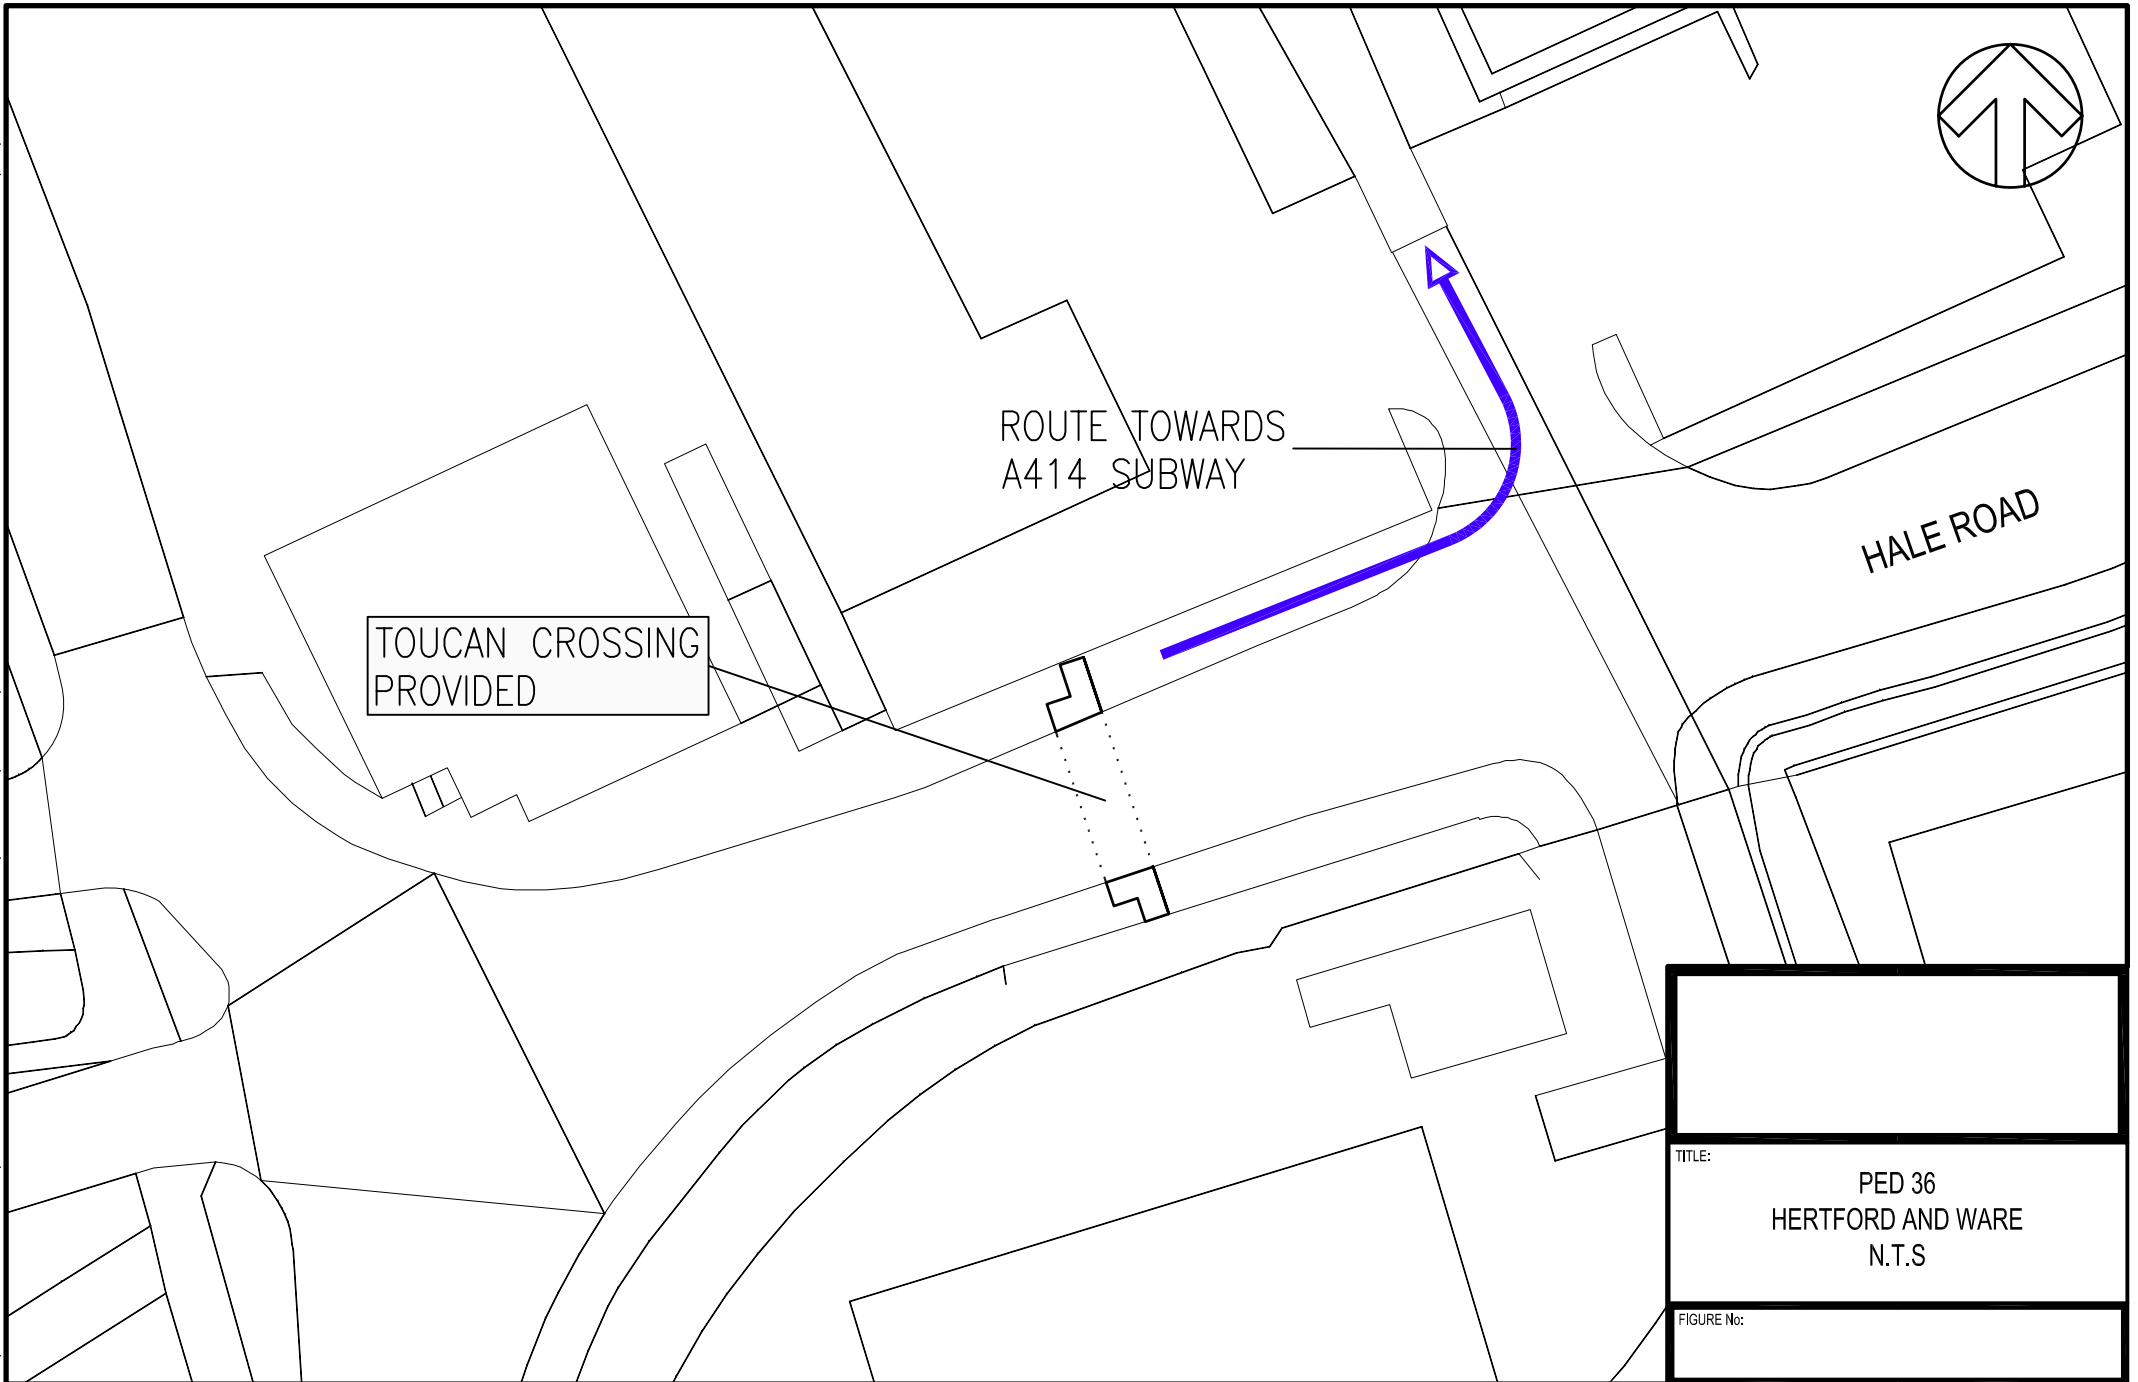 ROUTE TOWARDS
A414 SUBWAY
HALE ROAD
TOUCAN CROSSING
PROVIDED
TITLE:
PED 36
HERTFORD AND WARE
N.T.S
FIGURE No: